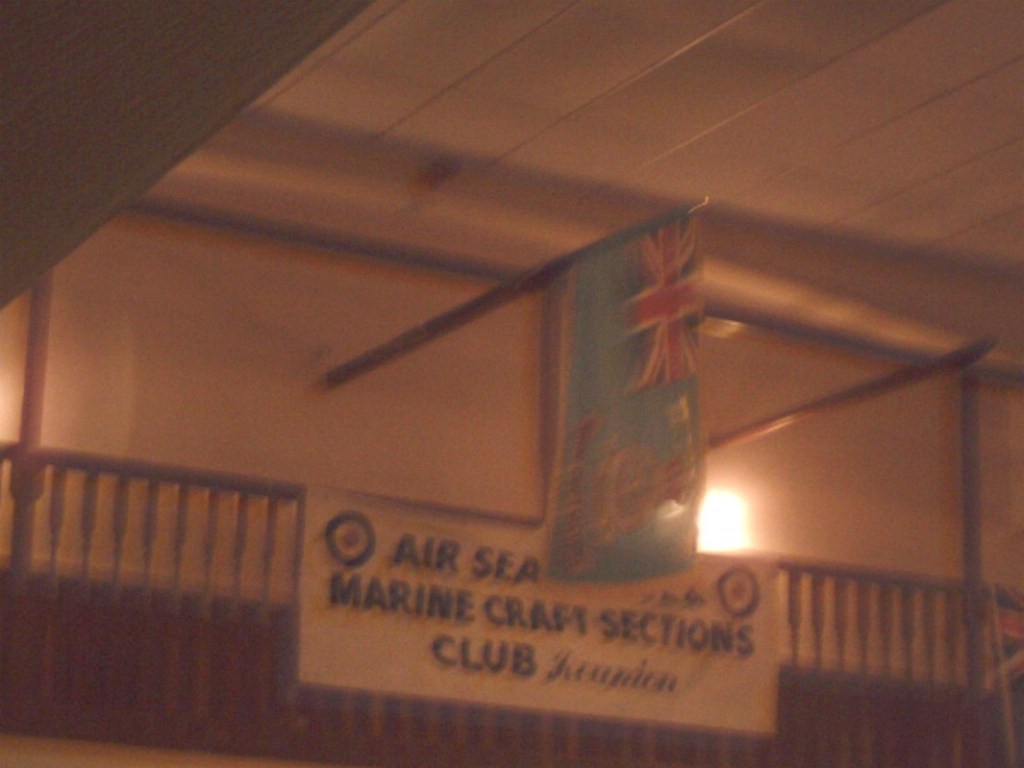 AIR SEA
MARINE CRAFT SECTIONS
CLUB Reunion